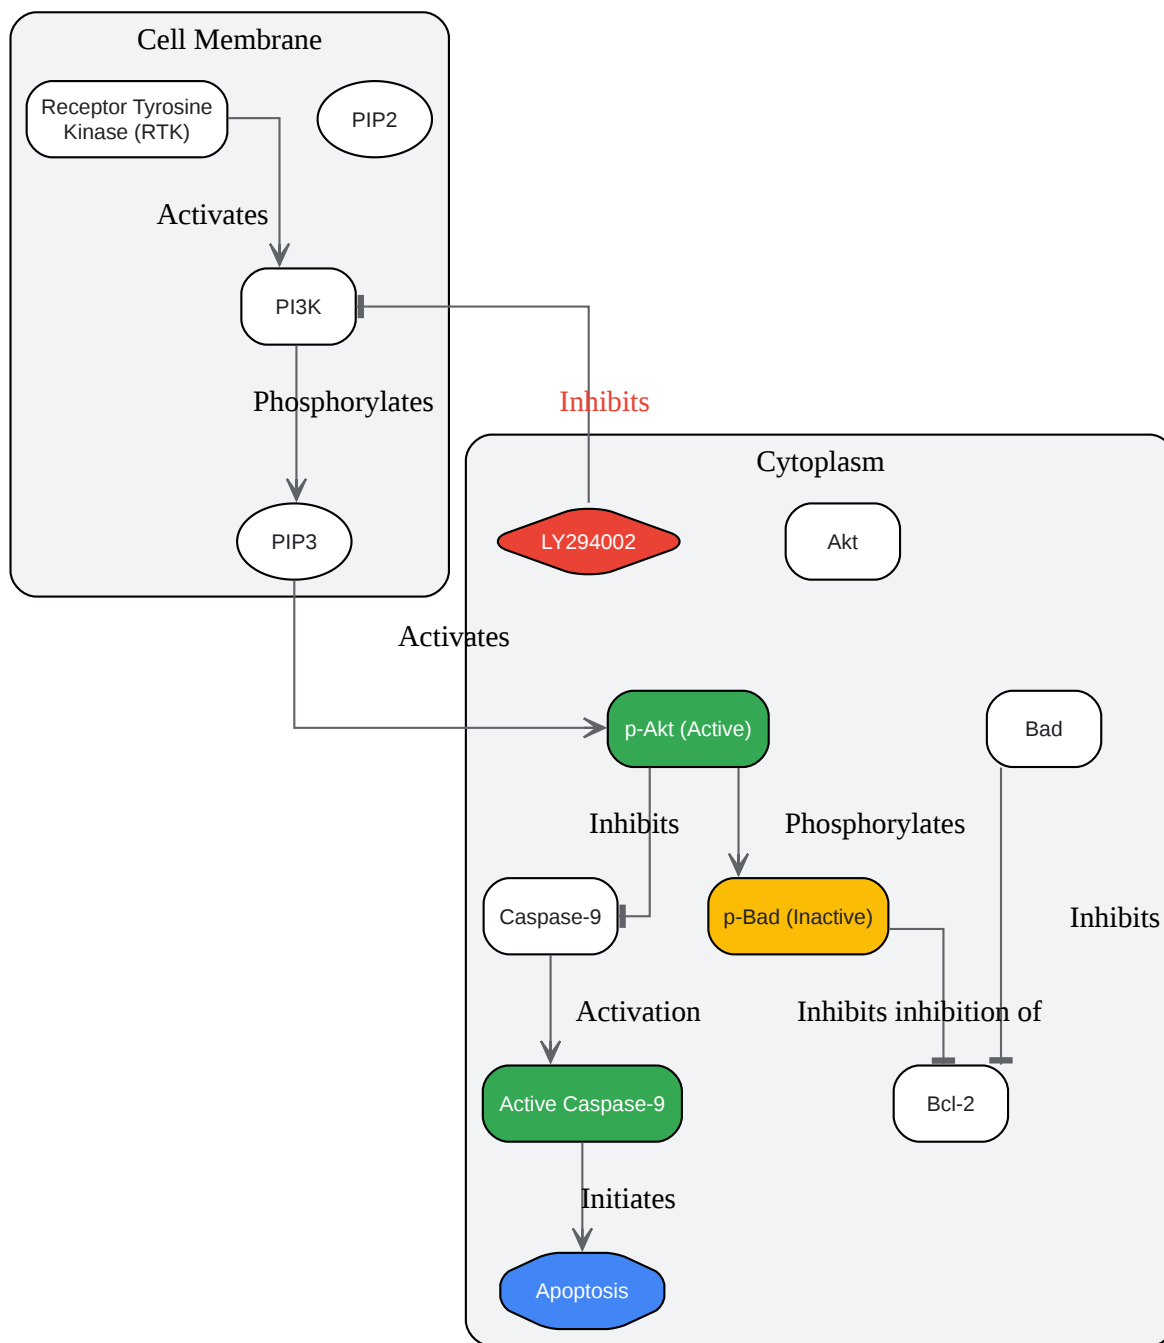 Cell Membrane
Receptor Tyrosine
Kinase (RTK)
PIP2
Activates
PI3K
Phosphorylates
Inhibits
PIP3
Cytoplasm
LY294002
Akt
Activates
p-Akt (Active)
Bad
Inhibits
Phosphorylates
Caspase-9
p-Bad (Inactive)
Inhibits
Activation
Inhibits inhibition of
Active Caspase-9
Bcl-2
Initiates
Apoptosis